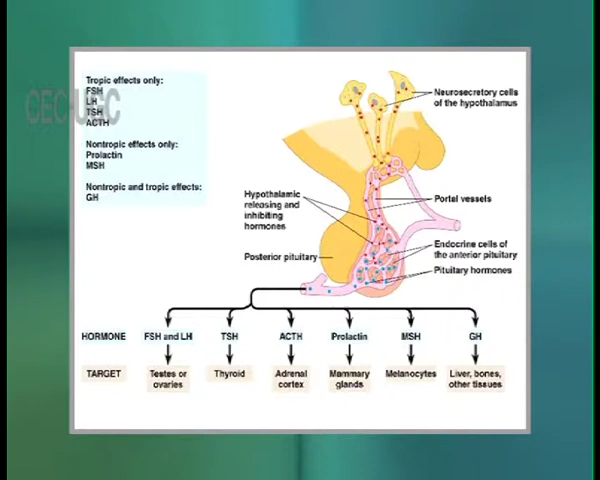 Tropic effects only:
FSH
LH
TSH
ACTH
Nontropic effects only:
Prolactin
MSH
Nontropic and tropic effects:
GH
Neurosecretory cells
of the hypothalamus
Hypothalamic
releasing and
inhibiting
hormones
Portal vessels
Endocrine cells of
the anterior pituitary
Posterior pituitary
Pituitary hormones
HORMONE FSH and LH TSH ACTH Prolactin MSH GH
TARGET Testes or ovaries Thyroid Adrenal cortex Mammary glands Melanocytes Liver, bones, other tissues